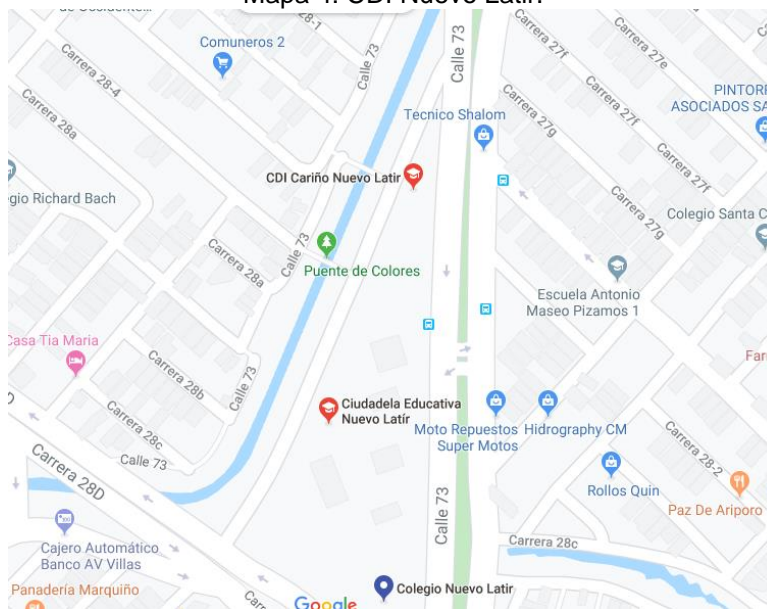 Mapa 4. CDI Nuevo Latir.
28-1
Comuneros 2
Calle 73
Calle 73
Carrera 27f
Carrera 27e
Carrera 28-4
PINTORE
ASOCIADOS SA
Tecnico Shalom
Carrera 27f
Carrera 28a
Carrera 27g
CDI Cariño Nuevo Latir
gio Richard Bach
Carrera 27f
Colegio Santa C
Calle 73
Carrera 28a
Puente de Colores
Carrera 27g
Escuela Antonio
Maseo Pizamos 1
Casa Tia Maria
Far
Carrera 28b
Calle 73
Ciudadela Educativa
Nuevo Latír
Moto Repuestos
Super Motos
Hidrography CM
Carrera 28c
Calle 73
Carrera 28-2
Carrera 28D
Rollos Quin
Calle 73
Paz De Ariporo
Carrera 28c
Cajero Automático
Banco AV Villas
Panadería Marquiño
Carr
Google
Colegio Nuevo Latir